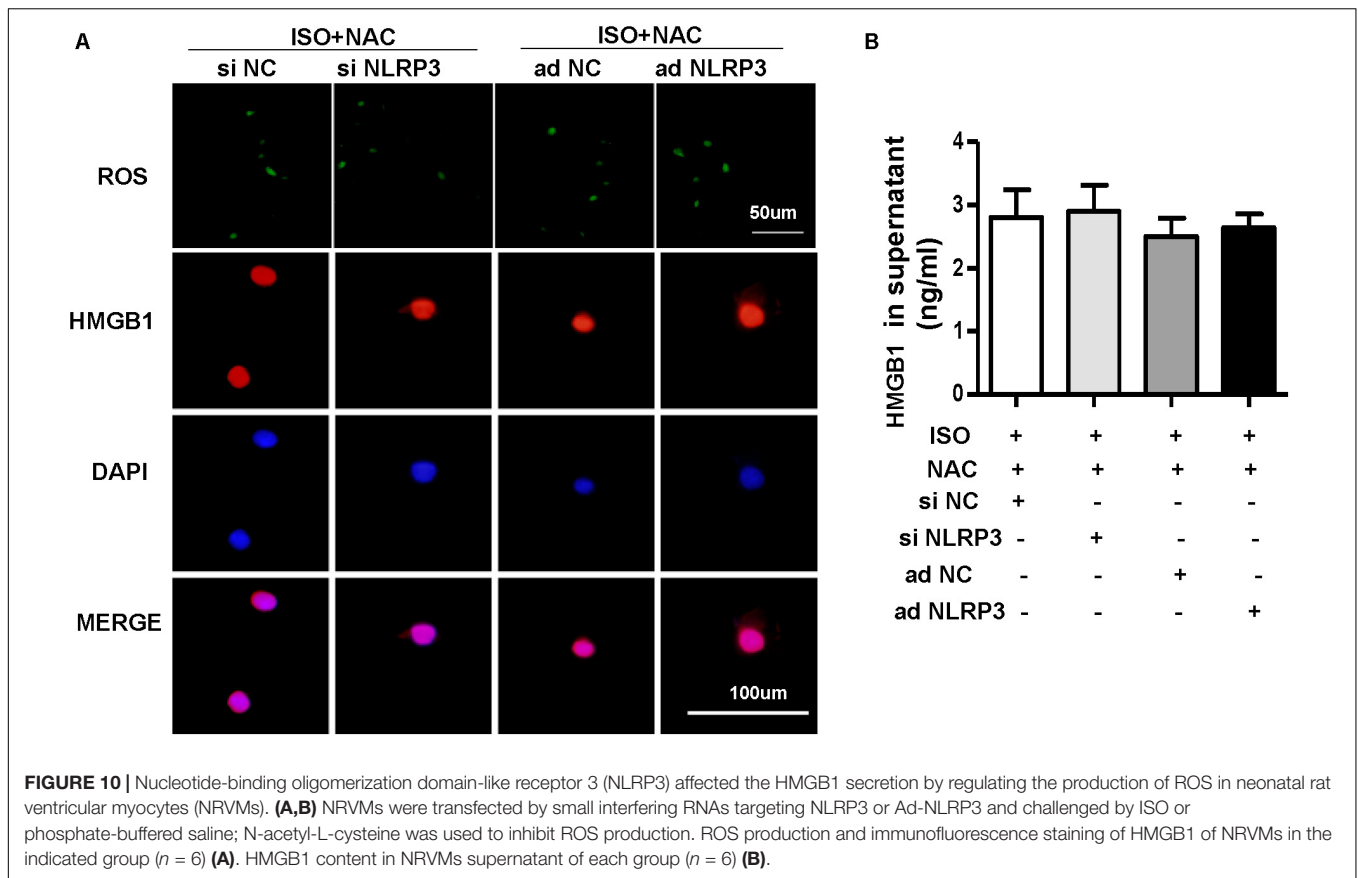 A
ISO+NAC ISO+NAC
si NC si NLRP3 ad NC ad NLRP3
ROS
50um
HMGB1
DAPI
MERGE
100um
B
HMGB1 in supernatant
(ng/ml)
4
3
2
1
0
ISO + + + +
NAC + + + +
si NC + - - -
si NLRP3 - + - -
ad NC - - + -
ad NLRP3 - - - +
FIGURE 10 | Nucleotide-binding oligomerization domain-like receptor 3 (NLRP3) affected the HMGB1 secretion by regulating the production of ROS in neonatal rat
ventricular myocytes (NRVMs). (A,B) NRVMs were transfected by small interfering RNAs targeting NLRP3 or Ad-NLRP3 and challenged by ISO or
phosphate-buffered saline; N-acetyl-L-cysteine was used to inhibit ROS production. ROS production and immunofluorescence staining of HMGB1 of NRVMs in the
indicated group (n = 6) (A). HMGB1 content in NRVMs supernatant of each group (n = 6) (B).